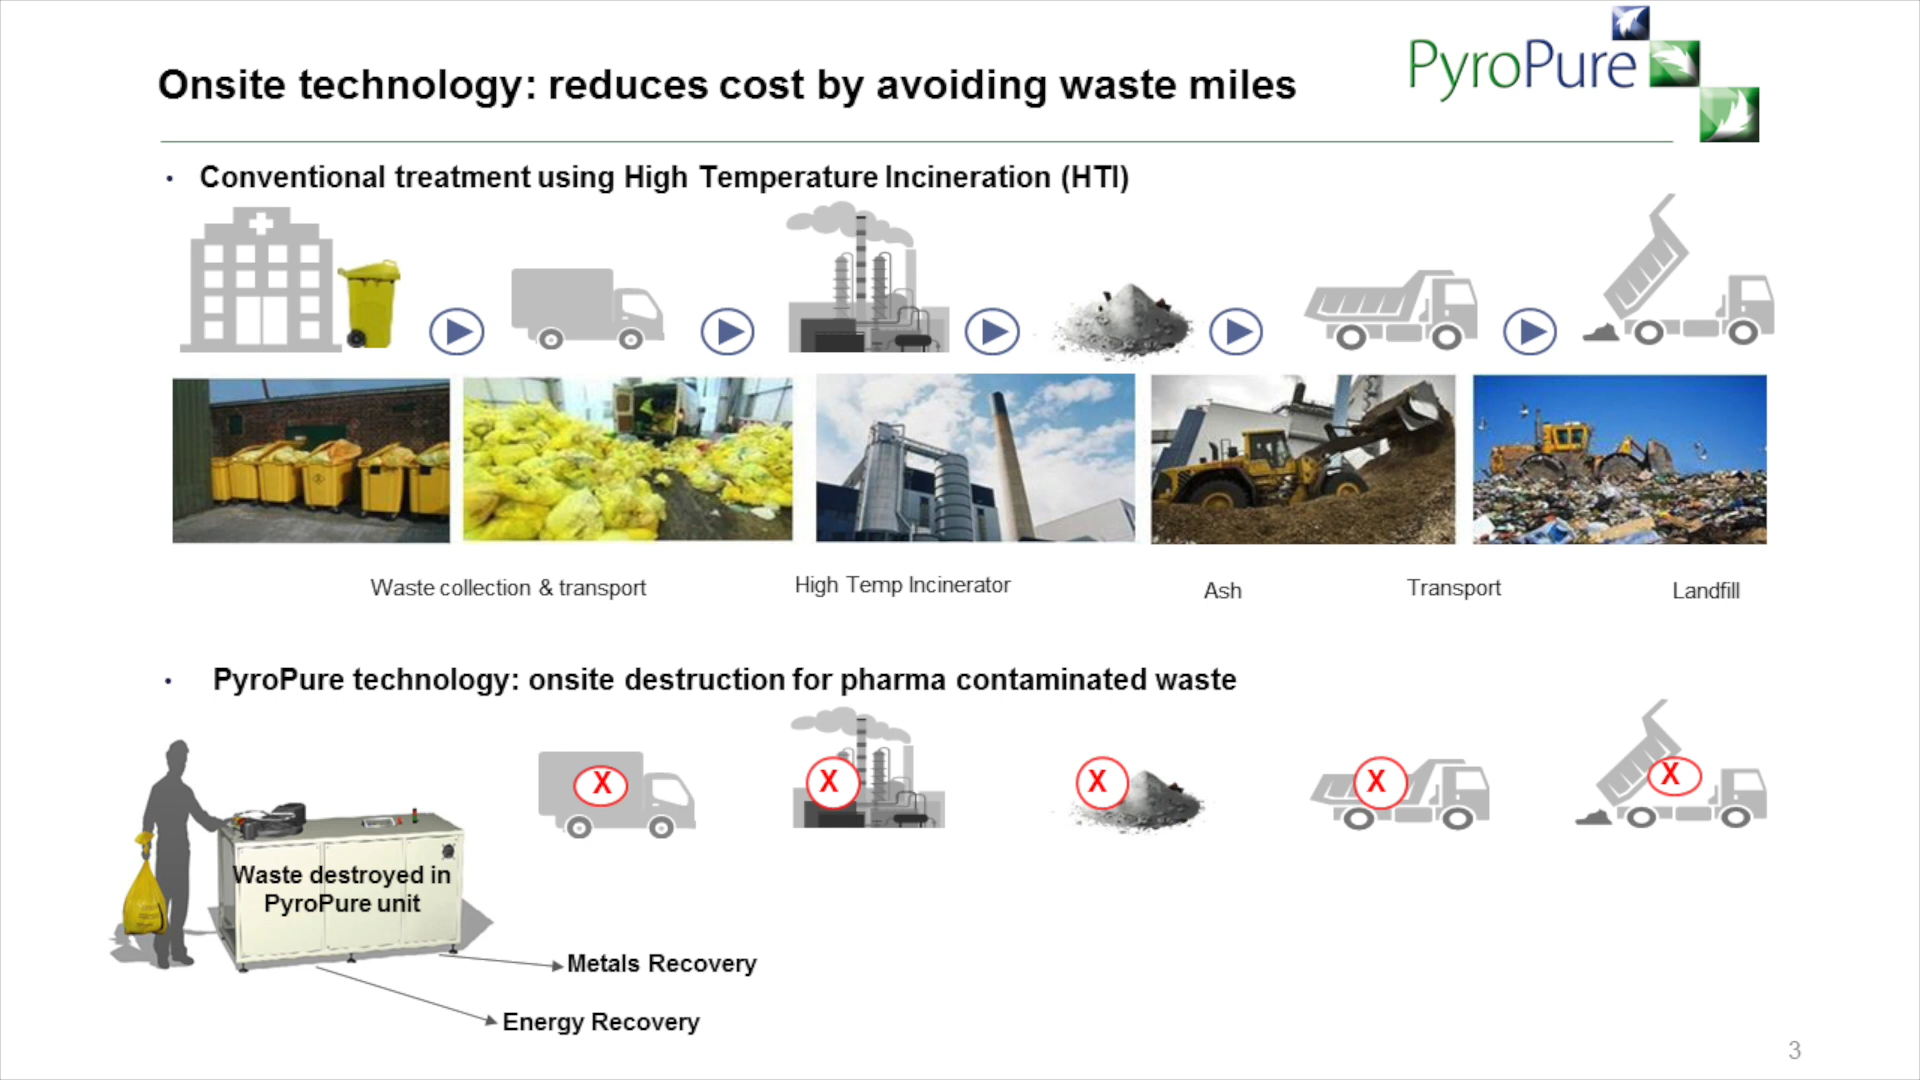 PyroPure
Onsite technology: reduces cost by avoiding waste miles
• Conventional treatment using High Temperature Incineration (HTI)
Waste collection & transport
High Temp Incinerator
Ash
Transport
Landfill
• PyroPure technology: onsite destruction for pharma contaminated waste
X
X
X
X
X
Waste destroyed in
PyroPure unit
Metals Recovery
Energy Recovery
3